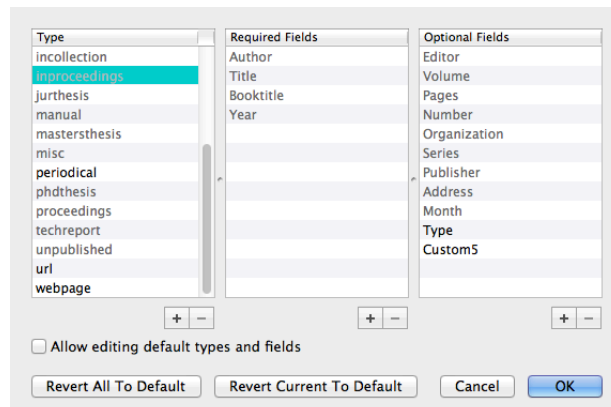 Type
incollection
inproceedings
jurthesis
manual
mastersthesis
misc
periodical
phdthesis
proceedings
techreport
unpublished
url
webpage
+ −
Required Fields
Author
Title
Booktitle
Year
+ −
Optional Fields
Editor
Volume
Pages
Number
Organization
Series
Publisher
Address
Month
Type
Custom5
+ −
Allow editing default types and fields
Revert All To Default Revert Current To Default Cancel OK